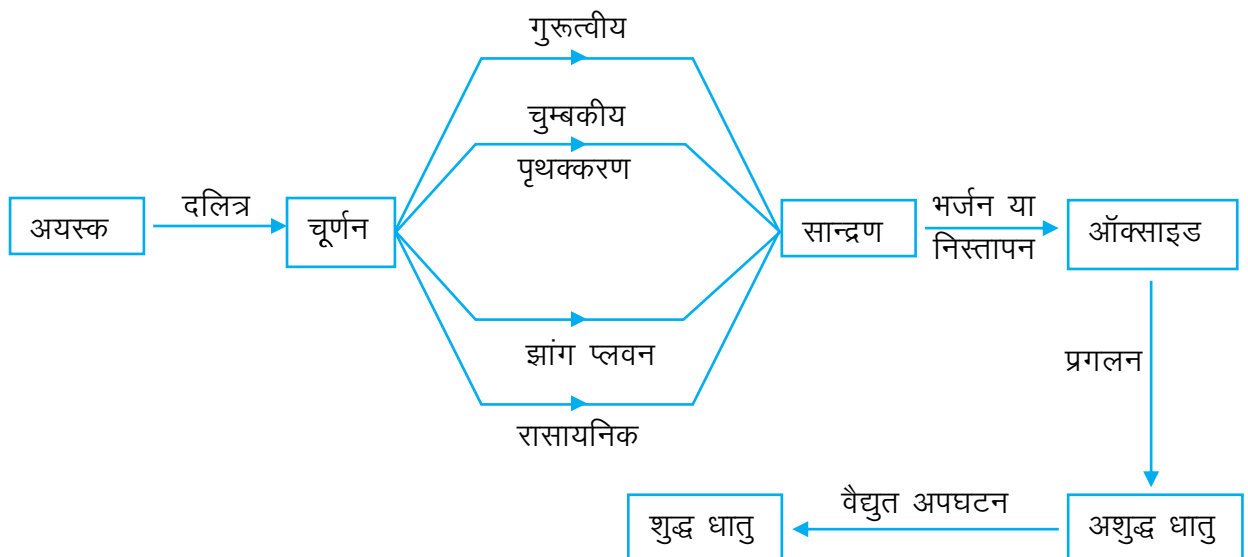 गुरूत्वीय
चुम्बकीय
पृथक्करण
अयस्क
दलित्र
चूर्णन
सान्द्रण
भर्जन या
निस्तापन
ऑक्साइड
झांग प्लवन
रासायनिक
प्रगलन
शुद्ध धातु
वैद्युत अपघटन
अशुद्ध धातु